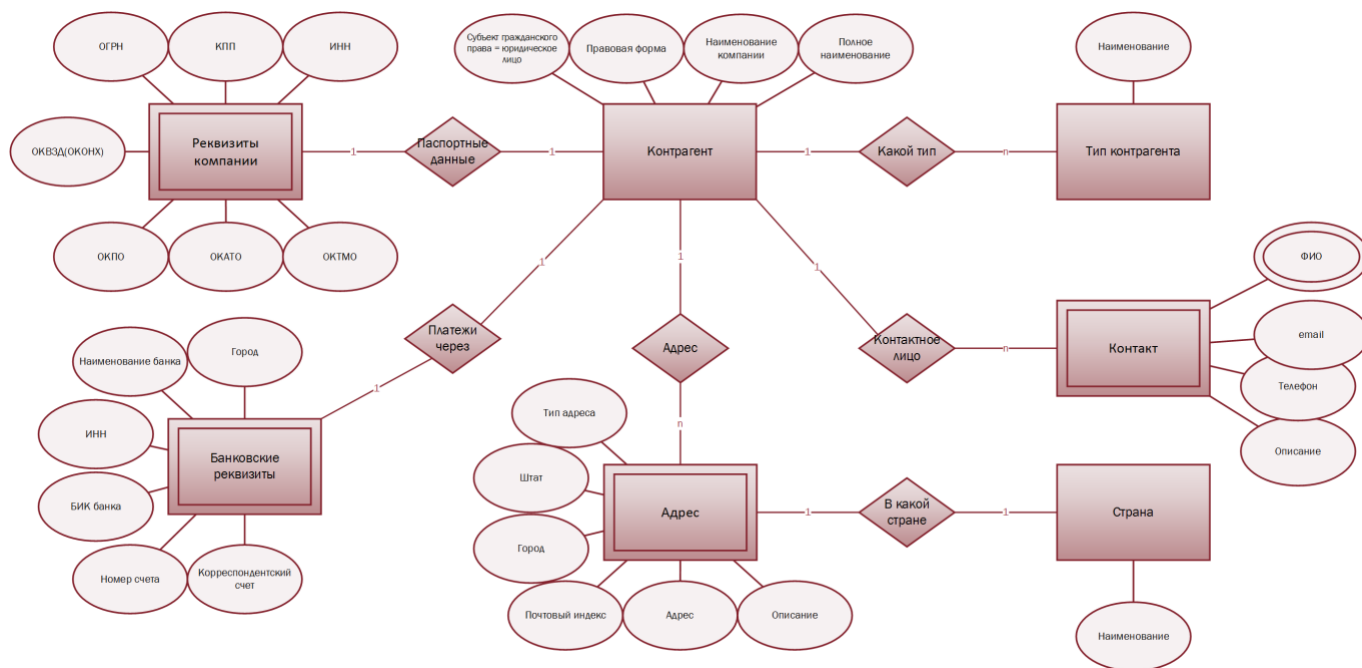 ОГРН
КПП
ИНН
Субъект гражданского
права = юридическое
лицо
Правовая форма
Наименование
компании
Полное
наименование
Наименование
ОКВЗД(ОКОНХ)
Реквизиты
компании
1
Паспортные
данные
1
Контрагент
1
Какой тип
n
Тип контрагента
ОКПО
ОКАТО
ОКТМО
1
1
1
ФИО
Платежи
через
Адрес
Контактное
лицо
n
Контакт
email
Телефон
Описание
Наименование банка
Город
1
ИНН
Банковские
реквизиты
БИК банка
Номер счета
Корреспондентский
счет
n
Тип адреса
Штат
Город
Адрес
1
В какой
стране
1
Страна
Почтовый индекс
Адрес
Описание
Наименование